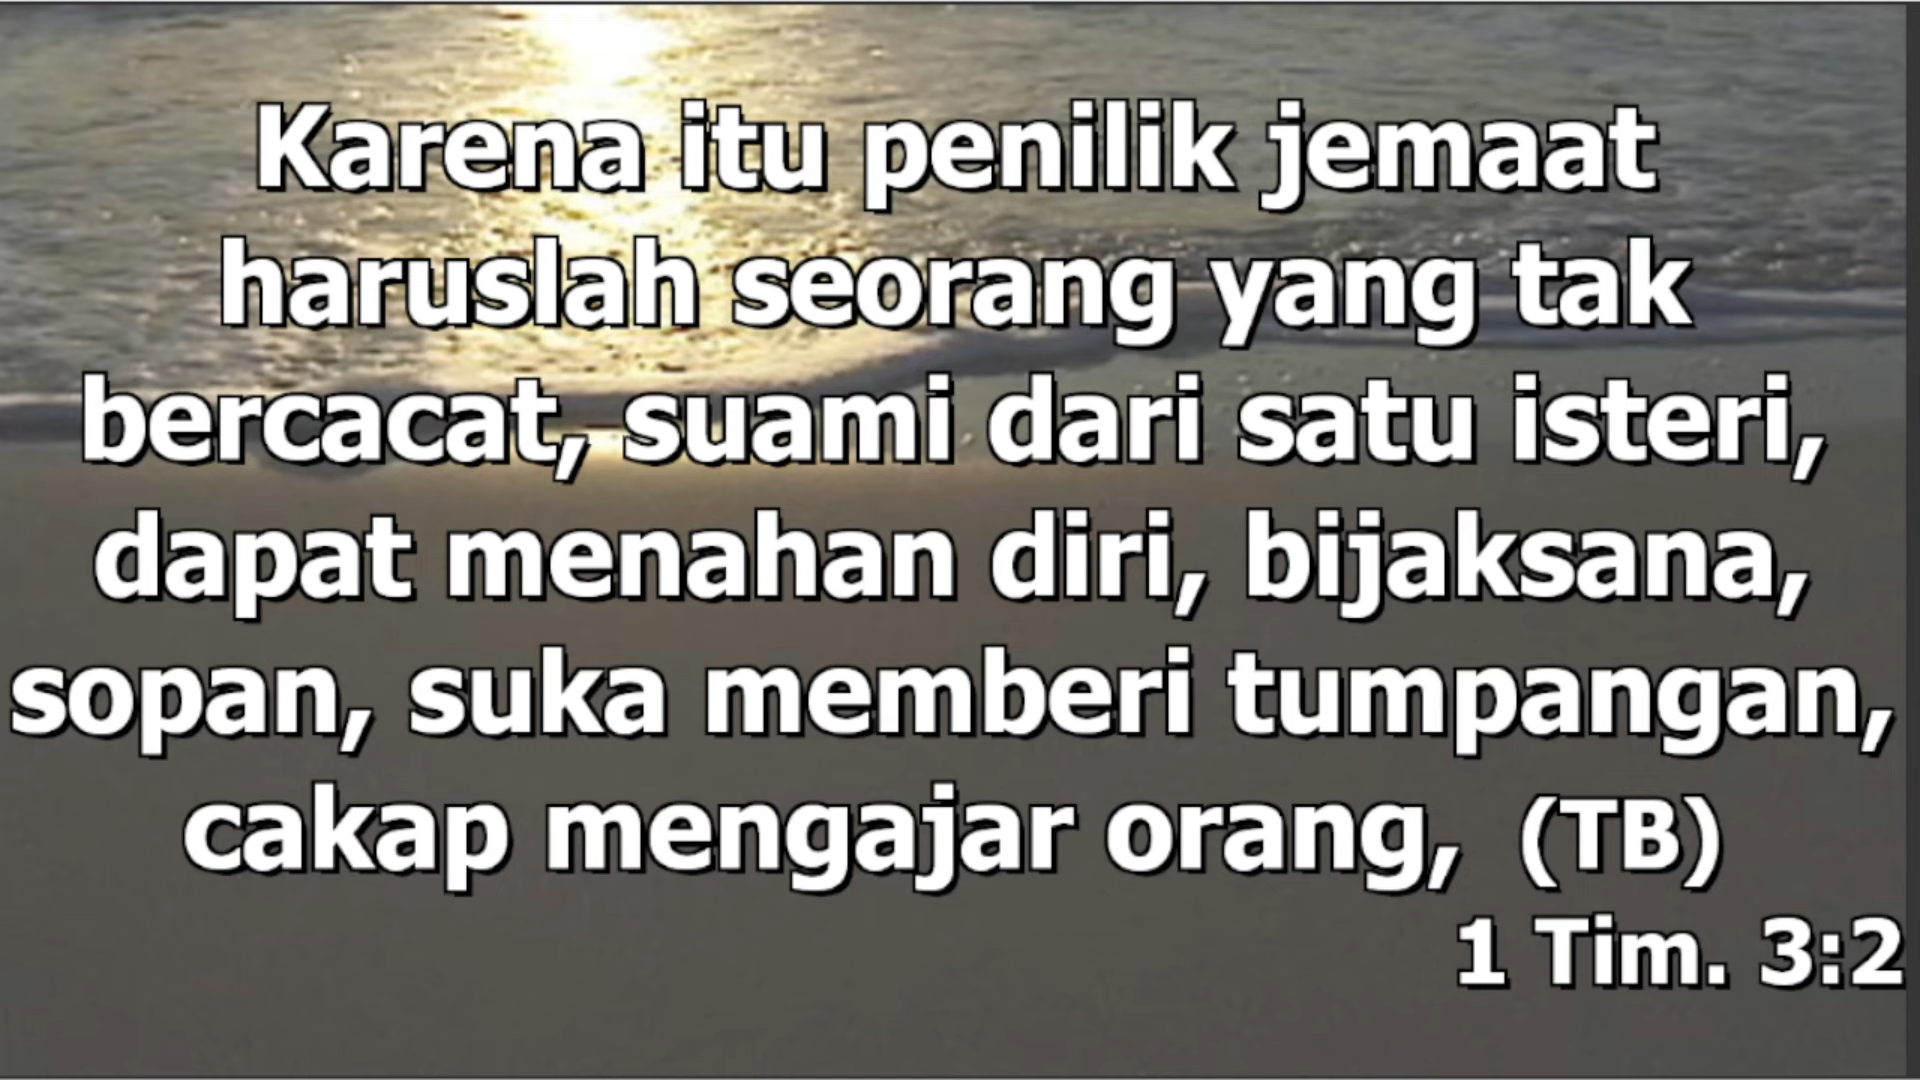 Karena itu penilik jemaat
haruslah seorang yang tak
bercacat, suami dari satu isteri,
dapat menahan diri, bijaksana,
sopan, suka memberi tumpangan,
cakap mengajar orang, (TB)
1 Tim. 3:2